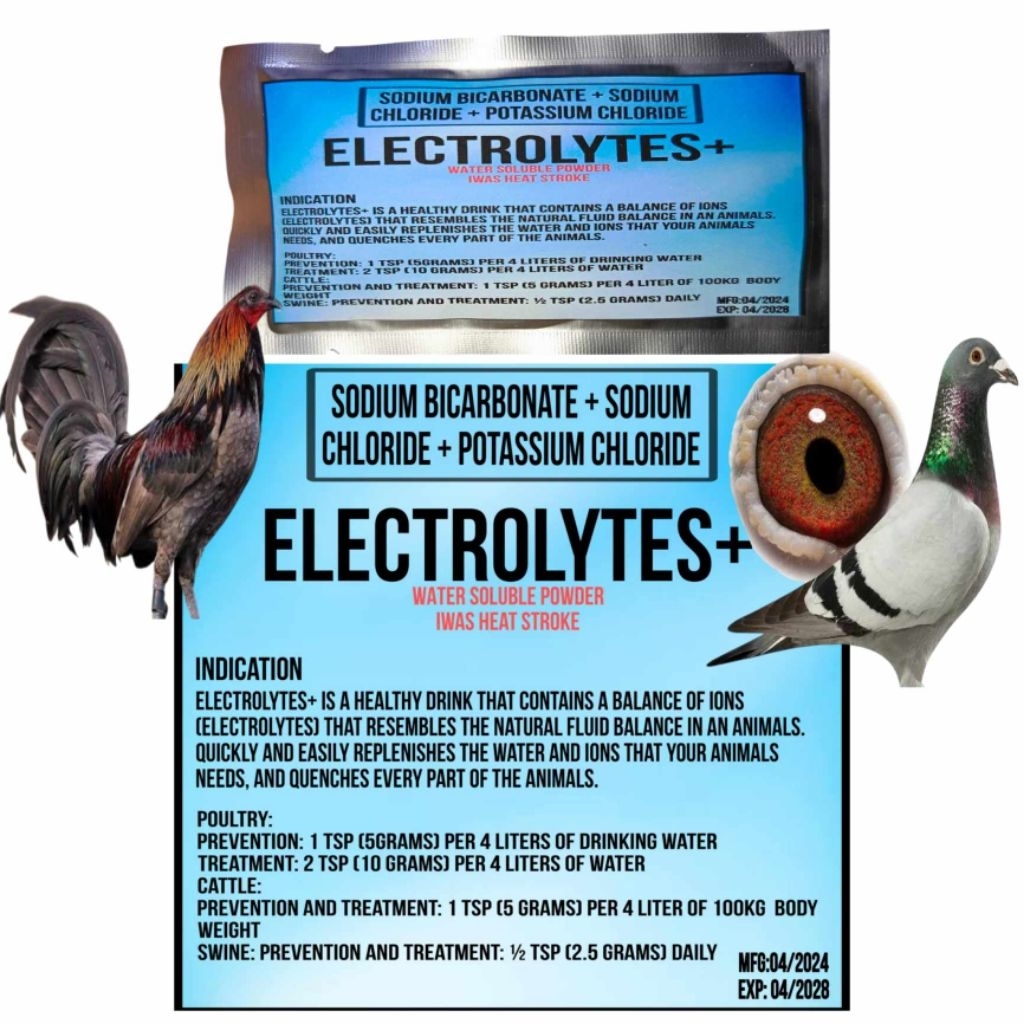 SODIUM BICARBONATE + SODIUM
CHLORIDE + POTASSIUM CHLORIDE
ELECTROLYTES+
WATER SOLUBLE POWDER
IWAS HEAT STROKE
INDICATION
ELECTROLYTES+ IS A HEALTHY DRINK THAT CONTAINS A BALANCE OF IONS
(ELECTROLYTES) THAT RESEMBLES THE NATURAL FLUID BALANCE IN AN ANIMALS.
QUICKLY AND EASILY REPLENISHES THE WATER AND IONS THAT YOUR ANIMALS
NEEDS, AND QUENCHES EVERY PART OF THE ANIMALS.
POULTRY:
PREVENTION: 1 TSP (5GRAMS) PER 4 LITERS OF DRINKING WATER
TREATMENT: 2 TSP (10 GRAMS) PER 4 LITERS OF WATER
CATTLE:
PREVENTION AND TREATMENT: 1 TSP (5 GRAMS) PER 4 LITER OF 100KG BODY
WEIGHT
SWINE: PREVENTION AND TREATMENT: ½ TSP (2.5 GRAMS) DAILY
MFG:04/2024
EXP: 04/2028
SODIUM BICARBONATE + SODIUM
CHLORIDE + POTASSIUM CHLORIDE
ELECTROLYTES+
WATER SOLUBLE POWDER
IWAS HEAT STROKE
INDICATION
ELECTROLYTES+ IS A HEALTHY DRINK THAT CONTAINS A BALANCE OF IONS
(ELECTROLYTES) THAT RESEMBLES THE NATURAL FLUID BALANCE IN AN ANIMALS.
QUICKLY AND EASILY REPLENISHES THE WATER AND IONS THAT YOUR ANIMALS
NEEDS, AND QUENCHES EVERY PART OF THE ANIMALS.
POULTRY:
PREVENTION: 1 TSP (5GRAMS) PER 4 LITERS OF DRINKING WATER
TREATMENT: 2 TSP (10 GRAMS) PER 4 LITERS OF WATER
CATTLE:
PREVENTION AND TREATMENT: 1 TSP (5 GRAMS) PER 4 LITER OF 100KG BODY
WEIGHT
SWINE: PREVENTION AND TREATMENT: ½ TSP (2.5 GRAMS) DAILY
MFG:04/2024
EXP: 04/2028